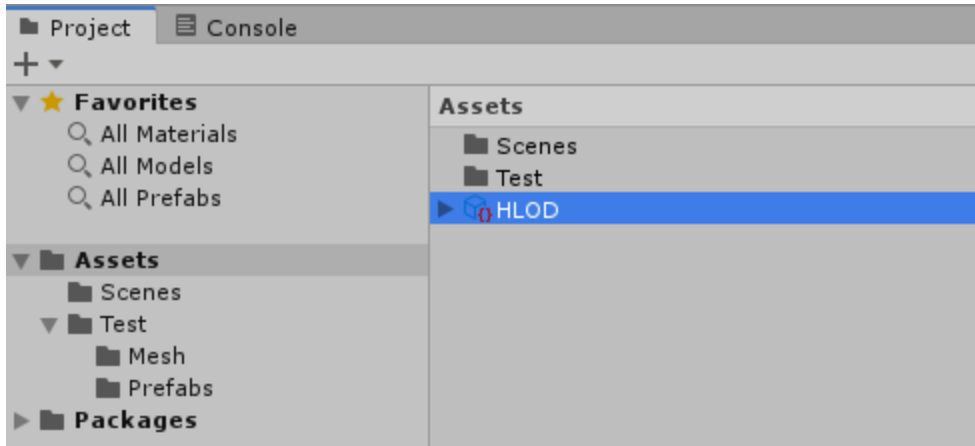 Project Console
Favorites
All Materials
All Models
All Prefabs
Assets
Scenes
Test
Mesh
Prefabs
Packages
Assets
Scenes
Test
HLOD